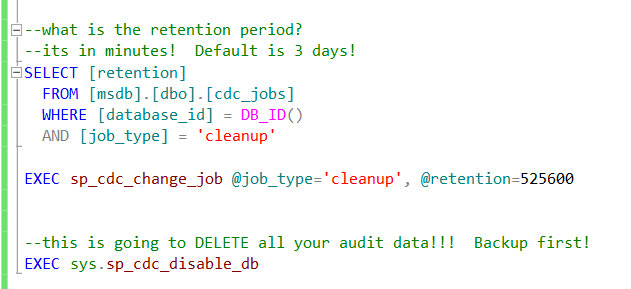 --what is the retention period?
--its in minutes!  Default is 3 days!
SELECT [retention]
  FROM [msdb].[dbo].[cdc_jobs]
  WHERE [database_id] = DB_ID()
  AND [job_type] = 'cleanup'
EXEC sp_cdc_change_job @job_type='cleanup', @retention=525600
--this is going to DELETE all your audit data!!!  Backup first!
EXEC sys.sp_cdc_disable_db